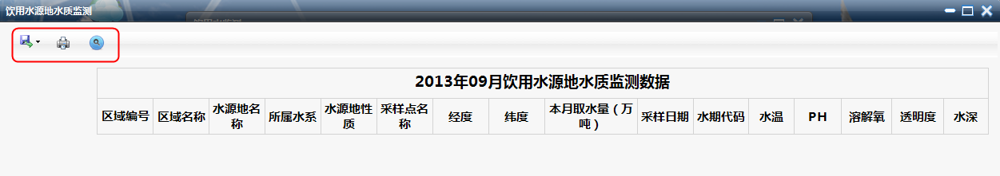 饮用水源地水质监测
2013年09月饮用水源地水质监测数据
区域编号 区域名称 水源地名称 所属水系 水源地性质 采样点名称 经度 纬度 本月取水量（万吨） 采样日期 水期代码 水温 PH 溶解氧 透明度 水深